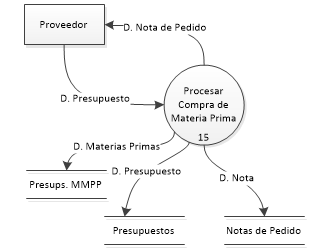 Proveedor
D. Nota de Pedido
D. Presupuesto
Procesar
Compra de
Materia Prima
15
D. Materias Primas
D. Presupuesto
D. Nota
Presups. MMPP
Presupuestos
Notas de Pedido